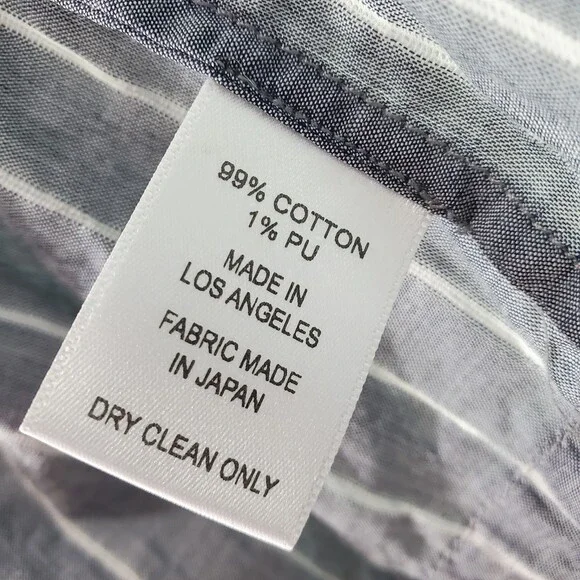 99% COTTON
1% PU
MADE IN
LOS ANGELES
FABRIC MADE
IN JAPAN
DRY CLEAN ONLY